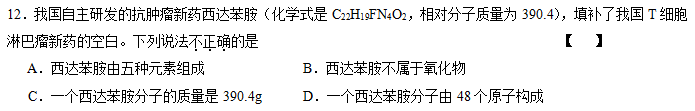 12．我国自主研发的抗肿瘤新药西达苯胺（化学式是 C₂₂H₁₉FN₄O₂，相对分子质量为 390.4），填补了我国 T 细胞
淋巴瘤新药的空白。下列说法不正确的是 【 】
A．西达苯胺由五种元素组成 B．西达苯胺不属于氧化物
C．一个西达苯胺分子的质量是 390.4g D．一个西达苯胺分子由 48 个原子构成